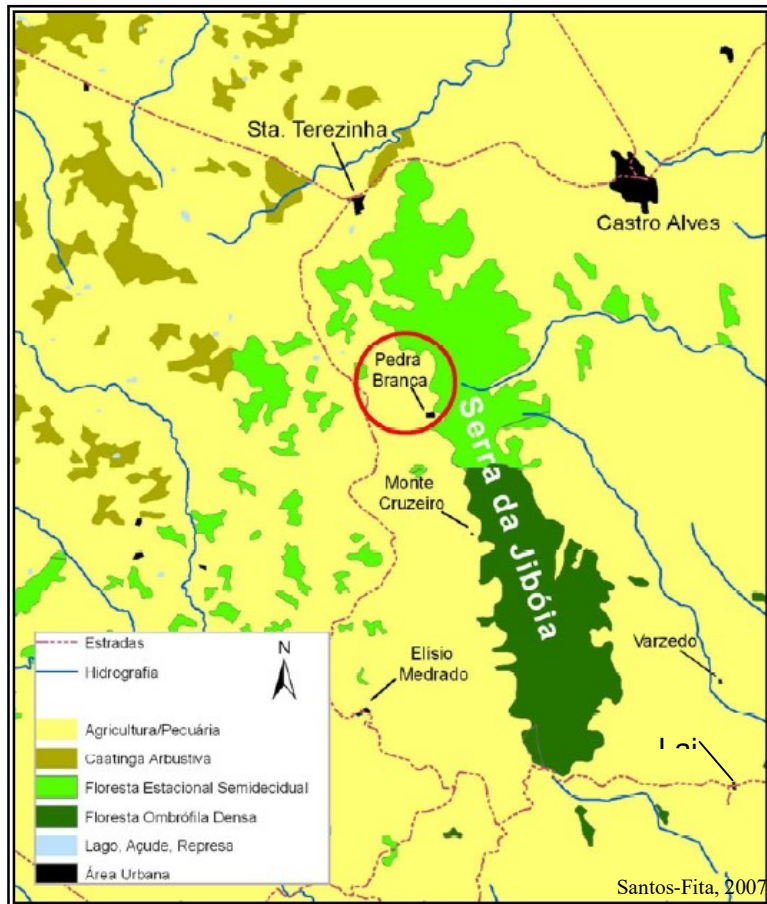 Sta. Terezinha
Castro Alves
Pedra
Branca
Serra da Jibóia
Monte
Cruzeiro
Elísio
Medrado
Varzedo
Estradas
Hidrografia
N
Agricultura/Pecuária
Caatinga Arbustiva
Floresta Estacional Semidecidual
Floresta Ombrófila Densa
Lago, Açude, Represa
Área Urbana
Santos-Fita, 2007